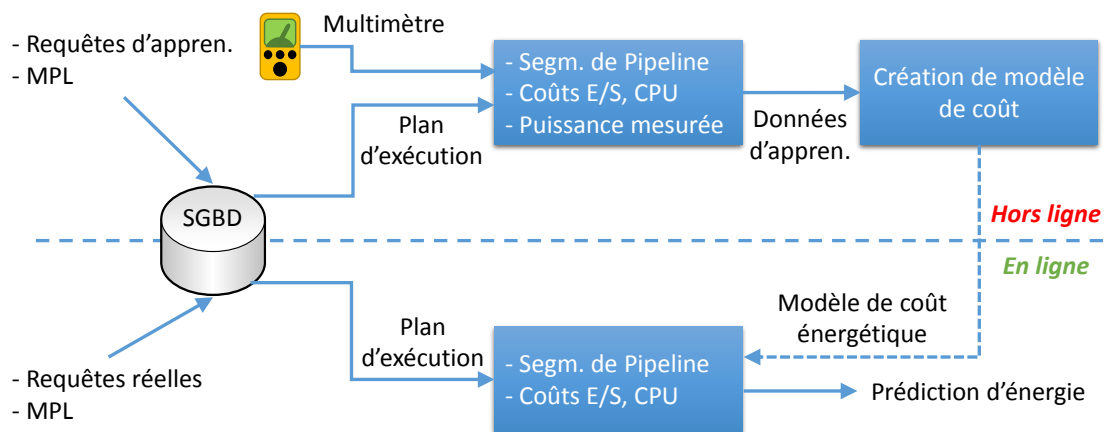 Multimètre
- Requêtes d'appren.
- MPL
- Segm. de Pipeline
- Coûts E/S, CPU
- Puissance mesurée
Création de modèle
de coût
Plan
d'exécution
Données
d'appren.
SGBD
Hors ligne
En ligne
Modèle de coût
énergétique
Plan
d'exécution
- Segm. de Pipeline
- Coûts E/S, CPU
- Requêtes réelles
- MPL
Prédiction d'énergie